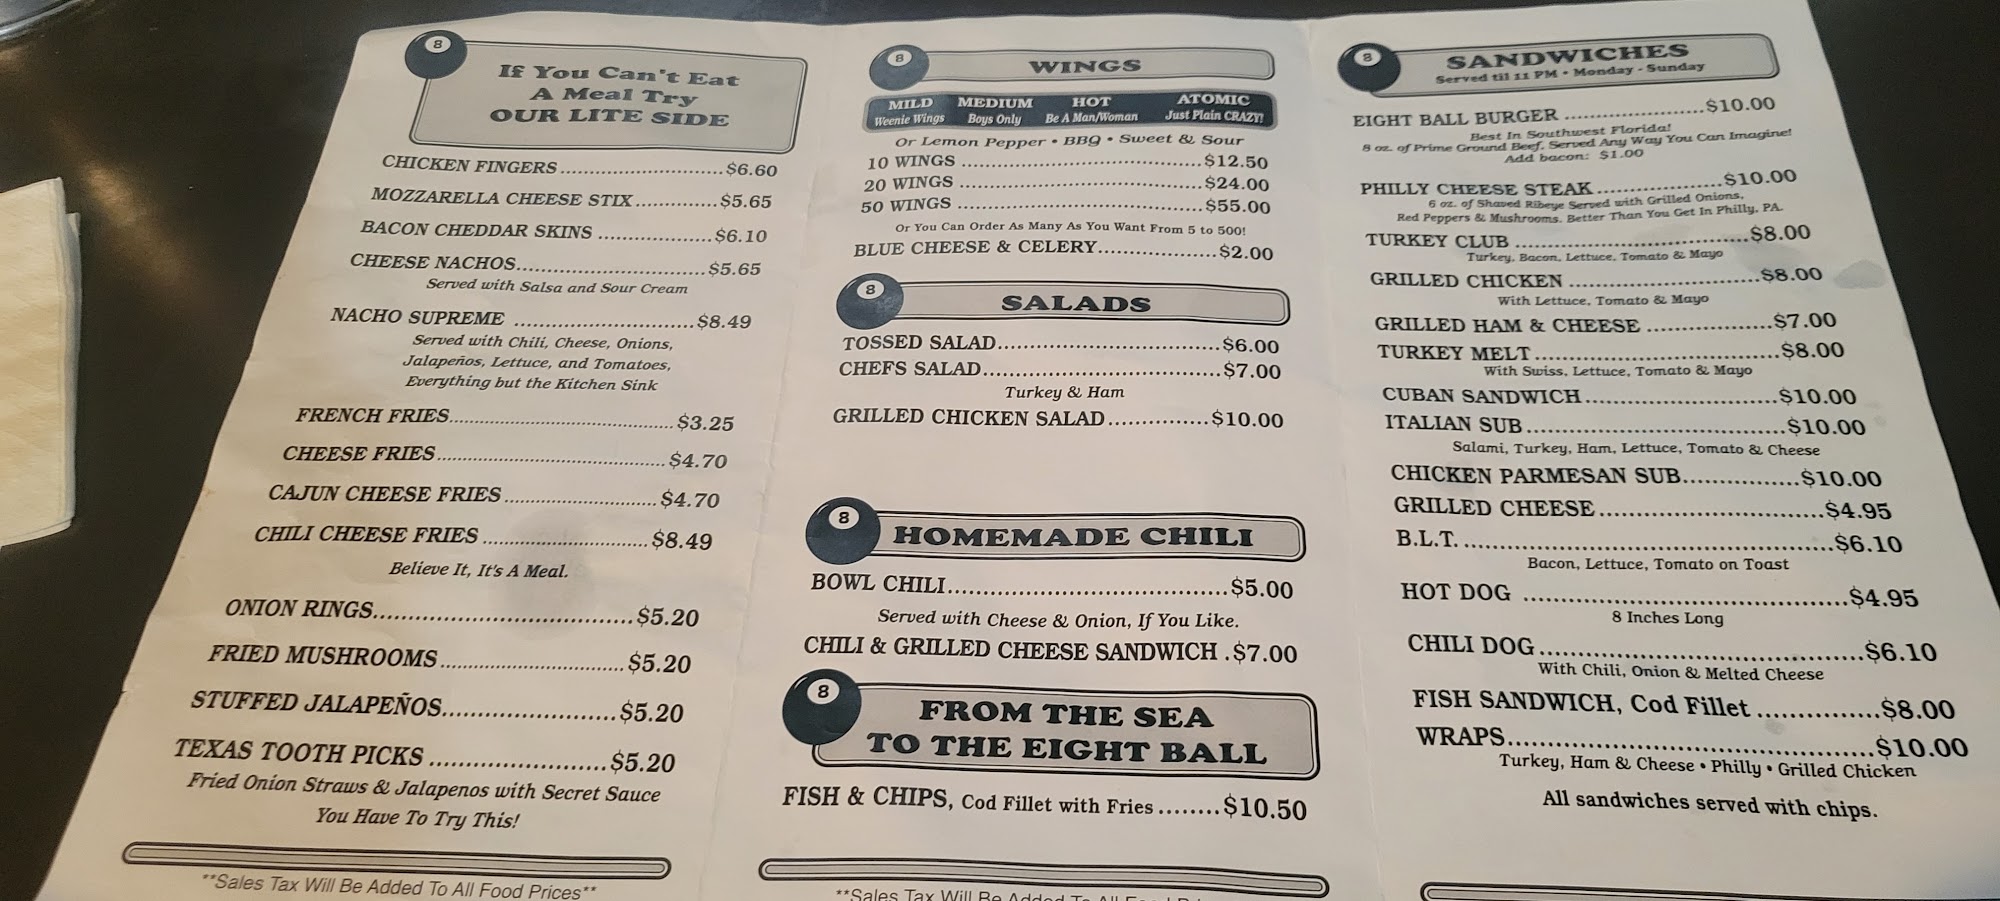 8
If You Can't Eat
A Meal Try
OUR LITE SIDE
CHICKEN FINGERS ..............................$6.60
MOZZARELLA CHEESE STIX ...............$5.65
BACON CHEDDAR SKINS ....................$6.10
CHEESE NACHOS.................................$5.65
Served with Salsa and Sour Cream
NACHO SUPREME ................................$8.49
Served with Chili, Cheese, Onions,
Jalapeños, Lettuce, and Tomatoes,
Everything but the Kitchen Sink
FRENCH FRIES.........................................$3.25
CHEESE FRIES.........................................$4.70
CAJUN CHEESE FRIES............................$4.70
CHILI CHEESE FRIES ..............................$8.49
Believe It, It's A Meal.
ONION RINGS.....................................$5.20
FRIED MUSHROOMS.............................$5.20
STUFFED JALAPEÑOS........................$5.20
TEXAS TOOTH PICKS ........................$5.20
Fried Onion Straws & Jalapenos with Secret Sauce
You Have To Try This!
**Sales Tax Will Be Added To All Food Prices**
8
WINGS
MILD MEDIUM HOT ATOMIC
Weenie Wings Boys Only Be A Man/Woman Just Plain CRAZY!
Or Lemon Pepper • BBQ • Sweet & Sour
10 WINGS .......................................$12.50
20 WINGS .......................................$24.00
50 WINGS .......................................$55.00
Or You Can Order As Many As You Want From 5 to 500!
BLUE CHEESE & CELERY...................$2.00
8
SALADS
TOSSED SALAD...................................$6.00
CHEFS SALAD.....................................$7.00
Turkey & Ham
GRILLED CHICKEN SALAD...............$10.00
8
HOMEMADE CHILI
BOWL CHILI.......................................$5.00
Served with Cheese & Onion, If You Like.
CHILI & GRILLED CHEESE SANDWICH .$7.00
8
FROM THE SEA
TO THE EIGHT BALL
FISH & CHIPS, Cod Fillet with Fries ........$10.50
**Sales Tax Will Be Added To All Food
8
SANDWICHES
Served til 11 PM • Monday - Sunday
EIGHT BALL BURGER .....................$10.00
Best In Southwest Florida!
8 oz. of Prime Ground Beef, Served Any Way You Can Imagine!
Add bacon: $1.00
PHILLY CHEESE STEAK ...................$10.00
6 oz. of Shaved Ribeye Served with Grilled Onions,
Red Peppers & Mushrooms. Better Than You Get In Philly, PA.
TURKEY CLUB .....................................$8.00
Turkey, Bacon, Lettuce, Tomato & Mayo
GRILLED CHICKEN ..............................$8.00
With Lettuce, Tomato & Mayo
GRILLED HAM & CHEESE ...................$7.00
TURKEY MELT.....................................$8.00
With Swiss, Lettuce, Tomato & Mayo
CUBAN SANDWICH.............................$10.00
ITALIAN SUB.......................................$10.00
Salami, Turkey, Ham, Lettuce, Tomato & Cheese
CHICKEN PARMESAN SUB.................$10.00
GRILLED CHEESE................................$4.95
B.L.T. ....................................................$6.10
Bacon, Lettuce, Tomato on Toast
HOT DOG ..............................................$4.95
8 Inches Long
CHILI DOG..............................................$6.10
With Chili, Onion & Melted Cheese
FISH SANDWICH, Cod Fillet ...............$8.00
WRAPS..................................................$10.00
Turkey, Ham & Cheese • Philly • Grilled Chicken
All sandwiches served with chips.